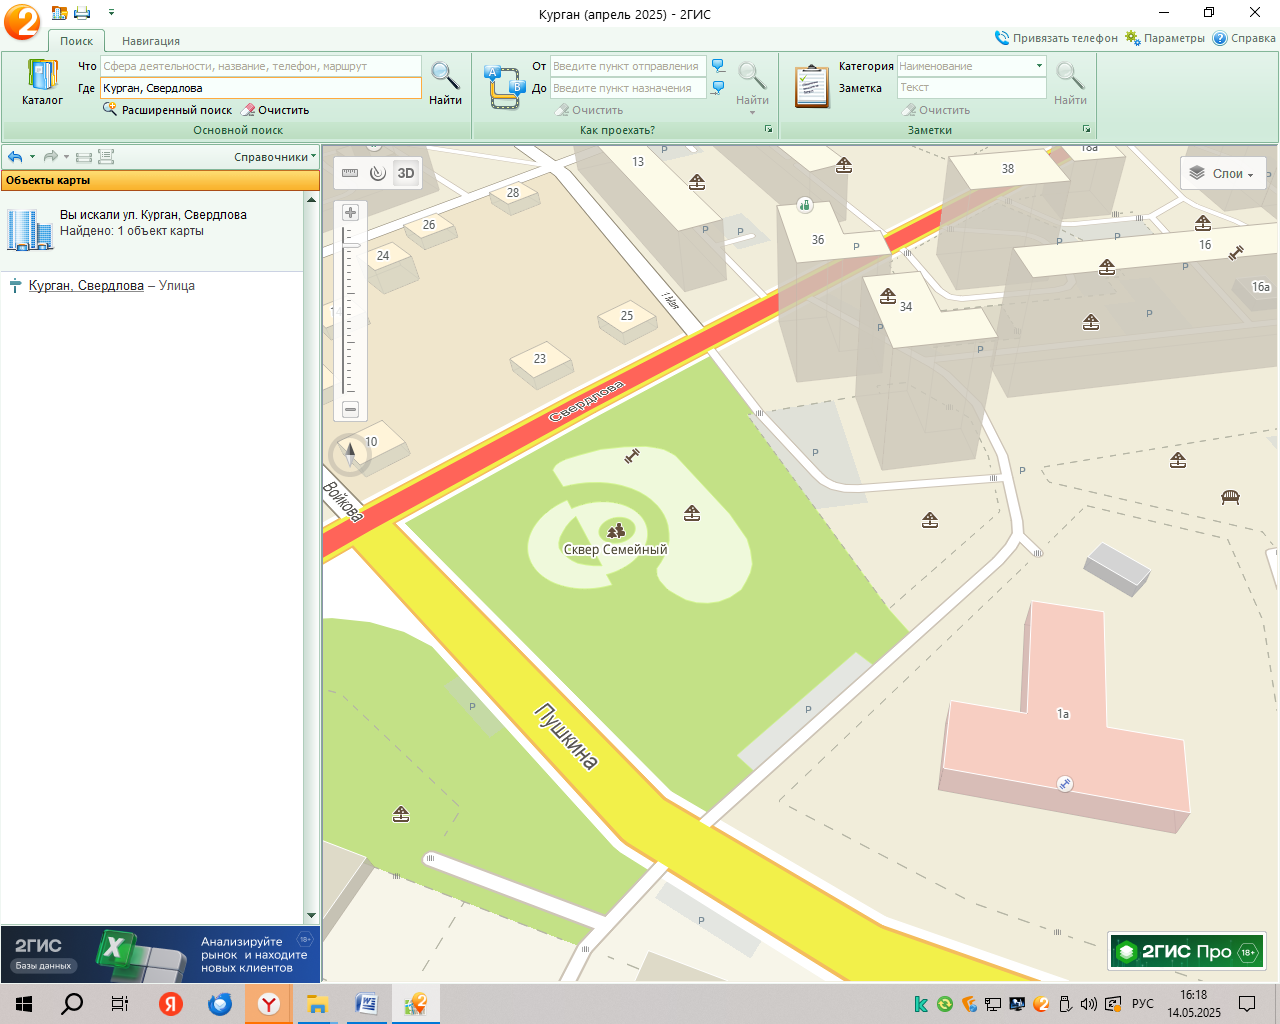 Курган (апрель 2025) - 2ГИС
Поиск
Навигация
Привязать телефон
Параметры
Справка
Каталог
Что
Сфера деятельности, название, телефон, маршрут
Где
Курган, Свердлова
Расширенный поиск
Очистить
Найти
Основной поиск
От
Введите пункт отправления
До
Введите пункт назначения
Очистить
Найти
Как проехать?
Категория
Наименование
Заметка
Текст
Очистить
Найти
Заметки
Справочники
Объекты карты
Вы искали ул. Курган, Свердлова
Найдено: 1 объект карты
Курган, Свердлова – Улица
3D
Слои
13
38
18а
28
26
24
36
P
16
16а
34
1 Мая
25
23
Свердлова
10
Войкова
Сквер Семейный
P
P
P
Пушкина
1а
P
2ГИС
Базы данных
Анализируйте
рынок и находите
новых клиентов
18+
2ГИС Про
18+
РУС
16:18
14.05.2025